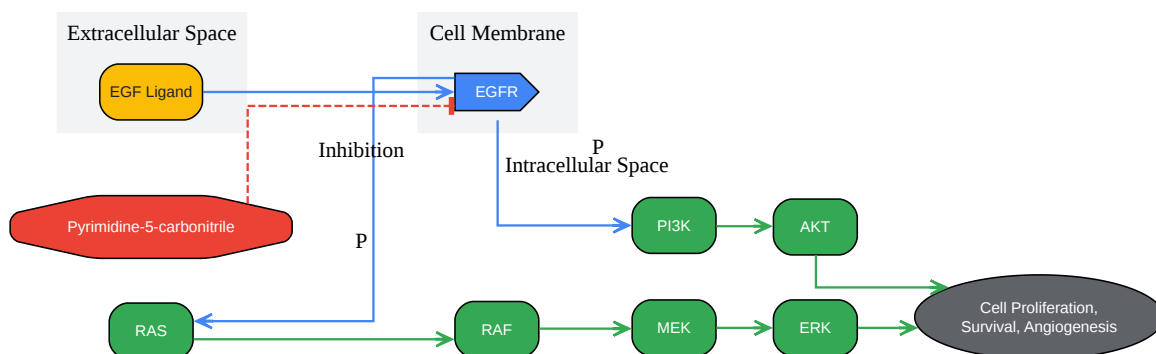 Extracellular Space
Cell Membrane
EGF Ligand
EGFR
Inhibition
P
Intracellular Space
Pyrimidine-5-carbonitrile
P
PI3K
AKT
RAS
RAF
MEK
ERK
Cell Proliferation,
Survival, Angiogenesis